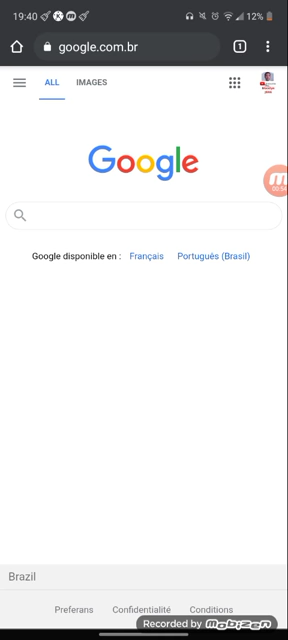 19:40
12%
google.com.br
1
ALL IMAGES
Google
Google disponible en : Français Português (Brasil)
Brazil
Preferans Confidentialité Conditions
Recorded by mobizen